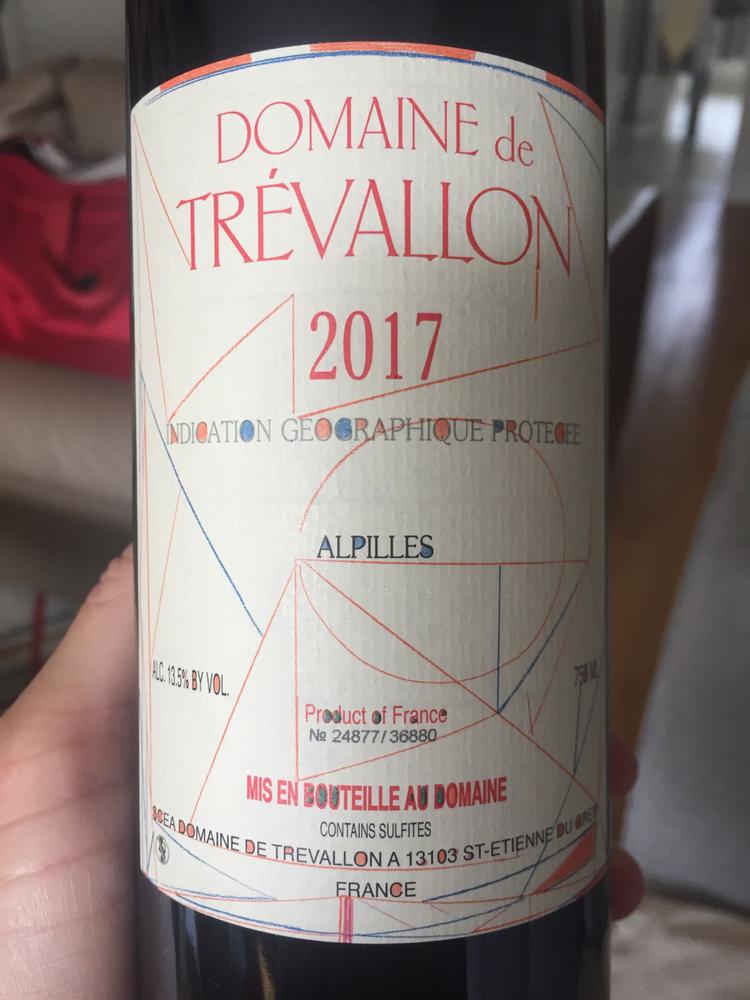 DOMAINE de
TRÉVALLON
2017
INDICATION GEOGRAPHIQUE PROTEGEE
ALPILLES
ALC. 13.5% BY VOL.
750 ML
Product of France
№ 24877/36880
MIS EN BOUTEILLE AU DOMAINE
CONTAINS SULFITES
SCEA DOMAINE DE TREVALLON A 13103 ST-ETIENNE DU GRES
FRANCE